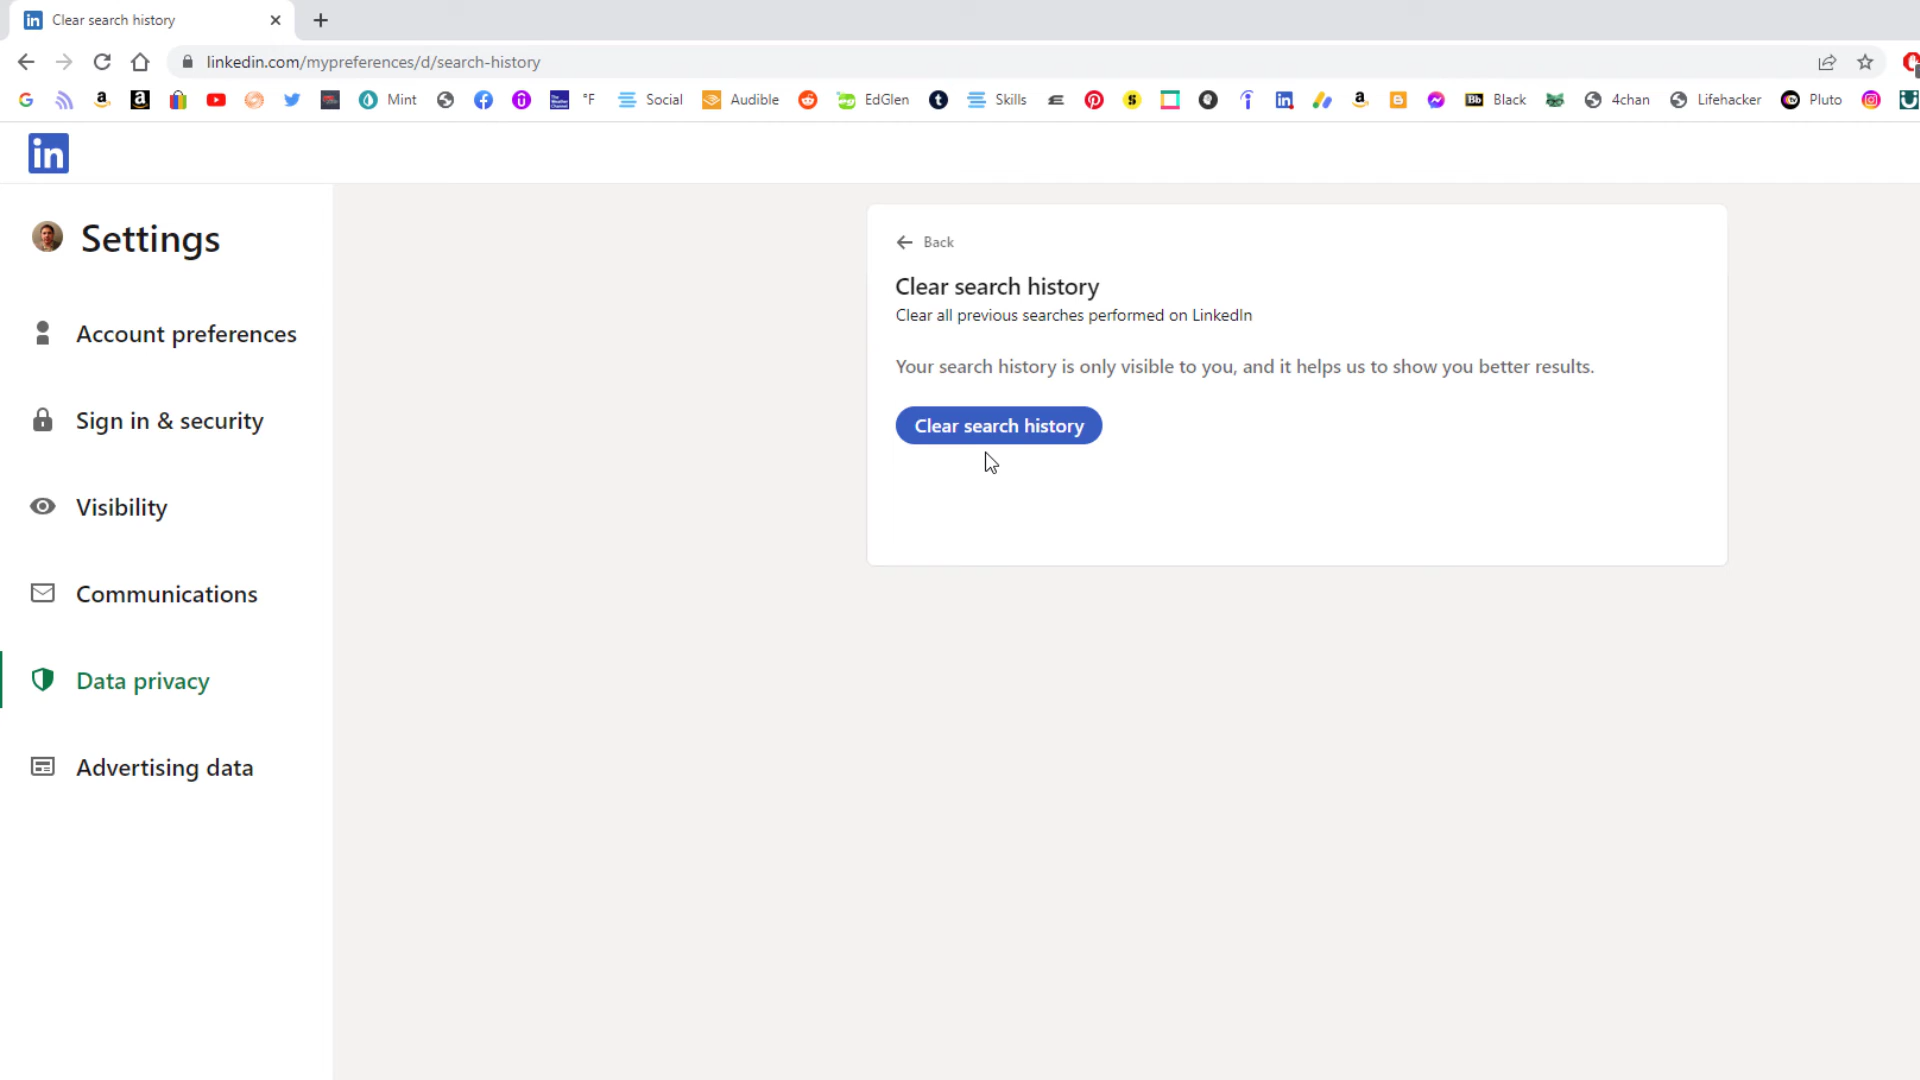 Clear search history
linkedin.com/mypreferences/d/search-history
Mint
°F
Social
Audible
EdGlen
Skills
Black
4chan
Lifehacker
Pluto
in
Settings
Account preferences
Sign in & security
Visibility
Communications
Data privacy
Advertising data
Back
Clear search history
Clear all previous searches performed on LinkedIn
Your search history is only visible to you, and it helps us to show you better results.
Clear search history